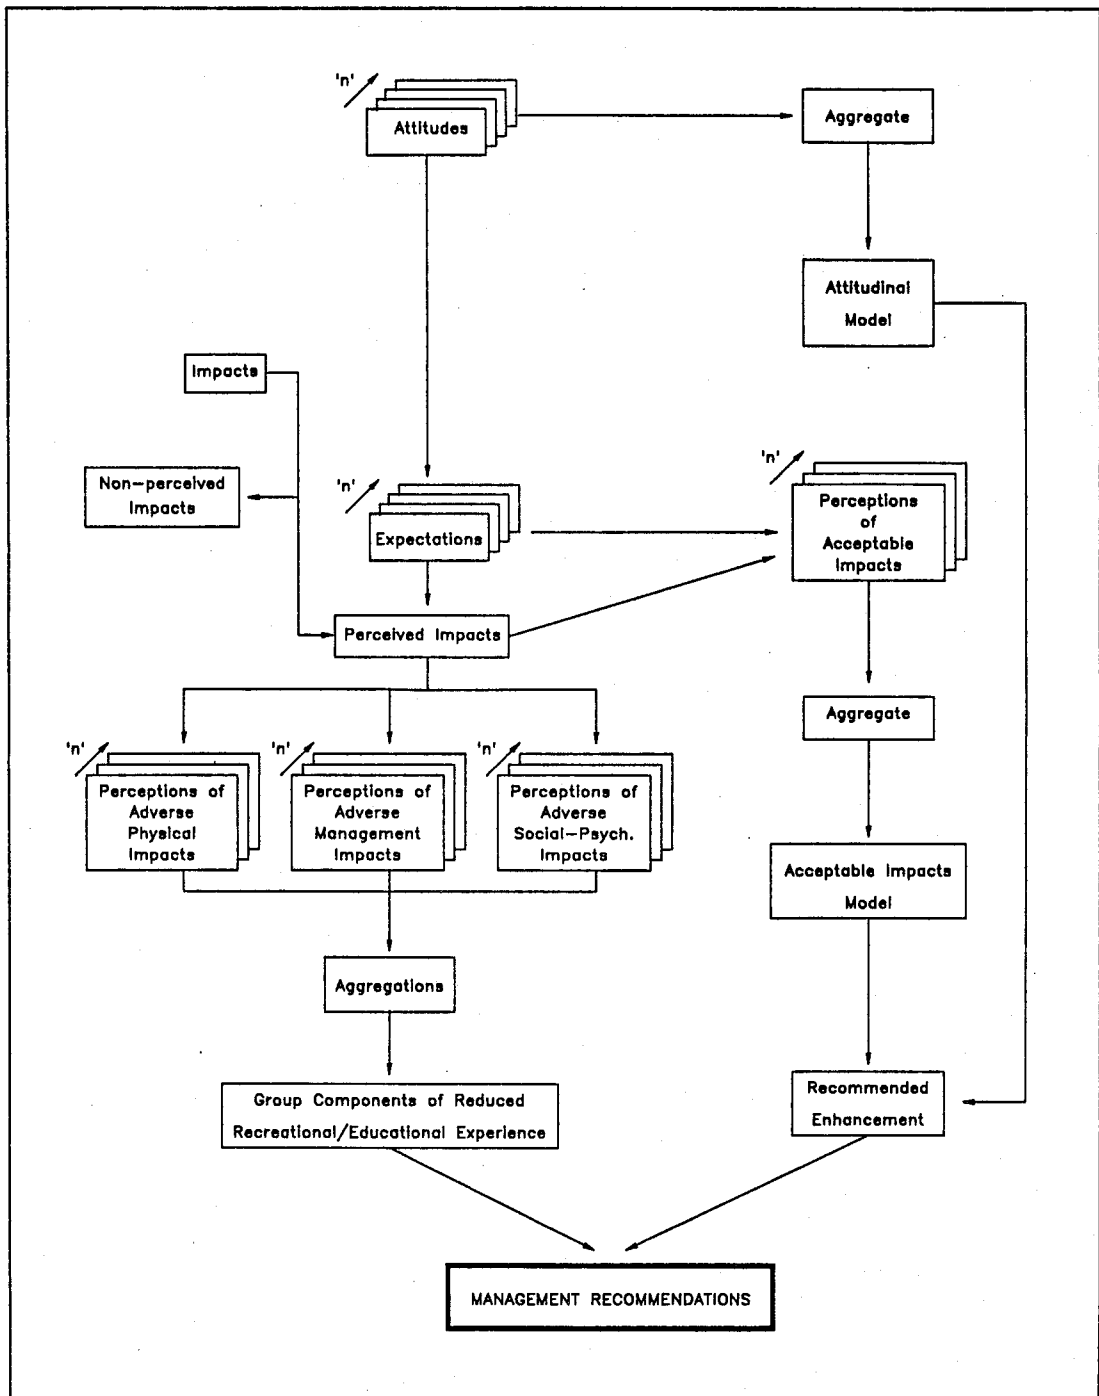 'n'
Attitudes
Aggregate
Attitudinal
Model
Impacts
Non-perceived
Impacts
'n'
Expectations
'n'
Perceptions
of
Acceptable
Impacts
Perceived Impacts
Aggregate
'n'
Perceptions of
Adverse
Physical
Impacts
'n'
Perceptions of
Adverse
Management
Impacts
'n'
Perceptions of
Adverse
Social-Psych.
Impacts
Acceptable Impacts
Model
Aggregations
Group Components of Reduced
Recreational/Educational Experience
Recommended
Enhancement
MANAGEMENT RECOMMENDATIONS